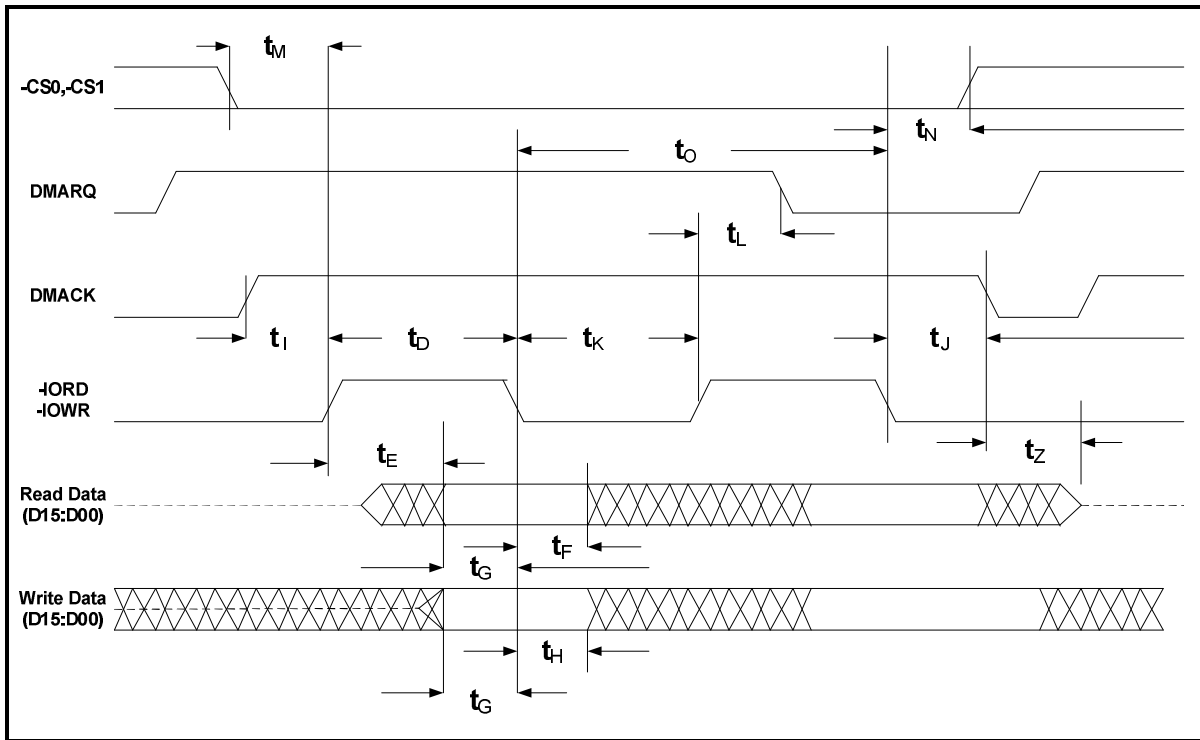 tM
-CS0,-CS1
tN
tO
DMARQ
tL
DMACK
tI
tD
tK
tJ
-IORD
-IOWR
tE
tZ
Read Data
(D15:D00)
tF
tG
Write Data
(D15:D00)
tH
tG